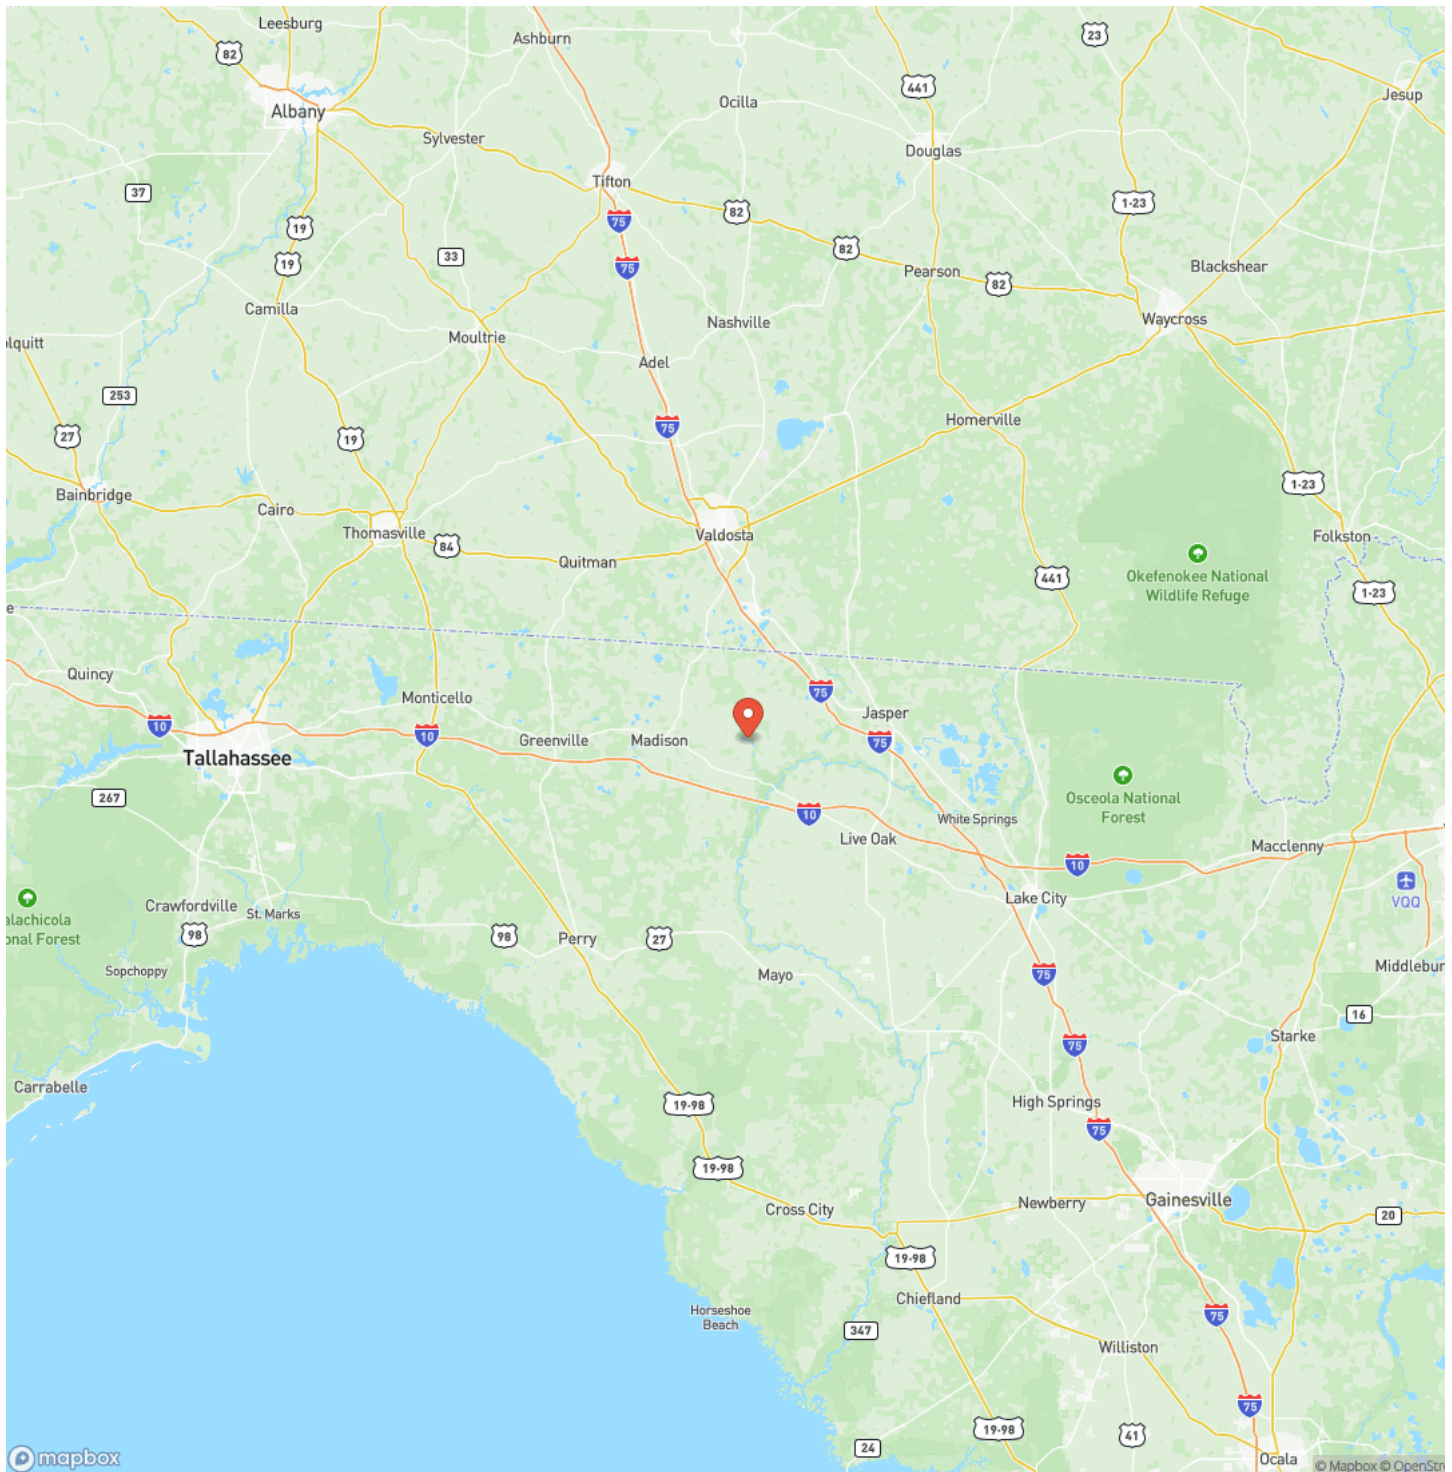 Leesburg
82
Ashburn
23
441
Albany
Ocilla
Jesup
Sylvester
Douglas
Tifton
37
82
1-23
19
75
82
33
19
75
Pearson
82
Blackshear
Camilla
Nashville
Waycross
olquitt
Moultrie
Adel
253
27
19
75
Homerville
Bainbridge
Cairo
1-23
Thomasville
84
Valdosta
Folkston
Quitman
441
Okefenokee National
Wildlife Refuge
1-23
e
Quincy
Monticello
75
Jasper
10
10
Greenville
Madison
75
Tallahassee
267
Osceola National
Forest
10
White Springs
Live Oak
Macclenny
10
VQQ
alachicola
onal Forest
Crawfordville
St. Marks
Lake City
98
98
Perry
27
Sopchoppy
Mayo
75
Middlebur
16
Starke
75
Carrabelle
19-98
High Springs
75
19-98
Gainesville
Cross City
Newberry
20
19-98
Chiefland
Horseshoe
Beach
75
347
Williston
75
19-98
41
24
mapbox
Ocala
© Mapbox © OpenStr